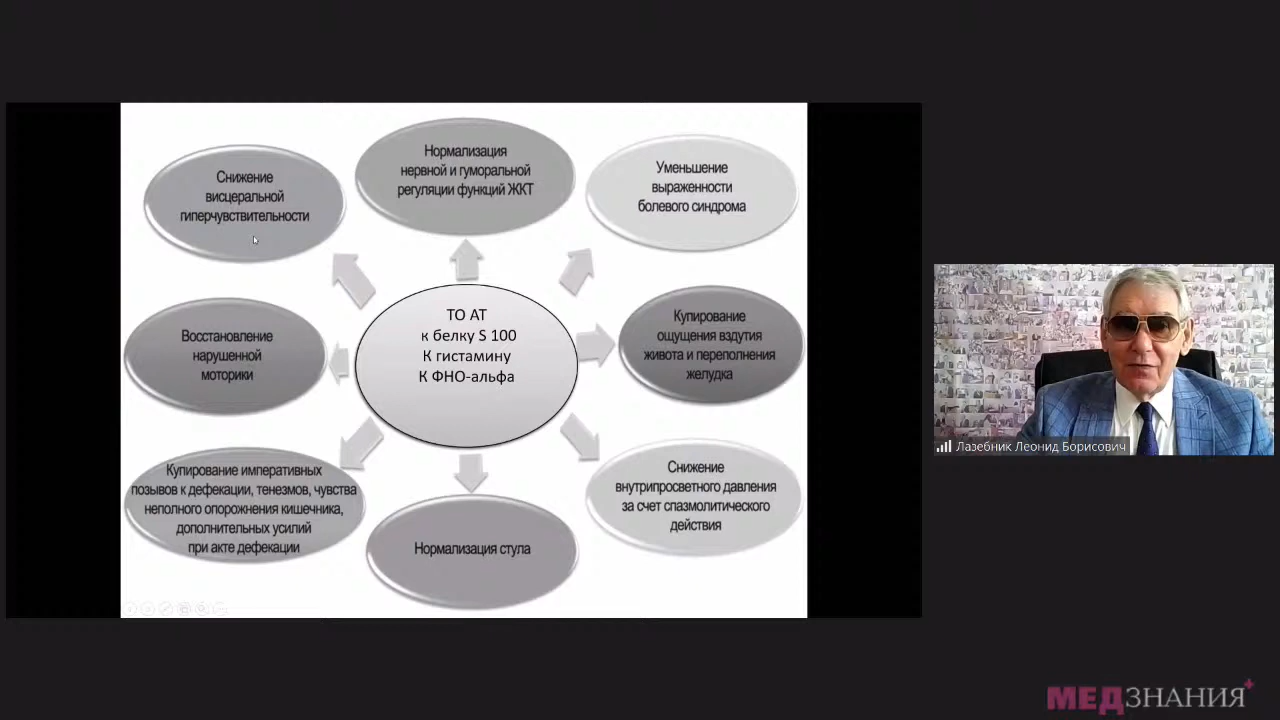 Снижение
висцеральной
гиперчувствительности
Нормализация
нервной и гуморальной
регуляции функций ЖКТ
Уменьшение
выраженности
болевого синдрома
Восстановление
нарушенной
моторики
ТО АТ
к белку S 100
К гистамину
К ФНО-альфа
Купирование
ощущения вздутия
живота и переполнения
желудка
Купирование императивных
позывов к дефекации, тенезмов, чувства
неполного опорожнения кишечника,
дополнительных усилий
при акте дефекации
Нормализация стула
Снижение
внутрипросветного давления
за счет спазмолитического
действия
Лазебник Леонид Борисович
МЕДЗНАНИЯ+